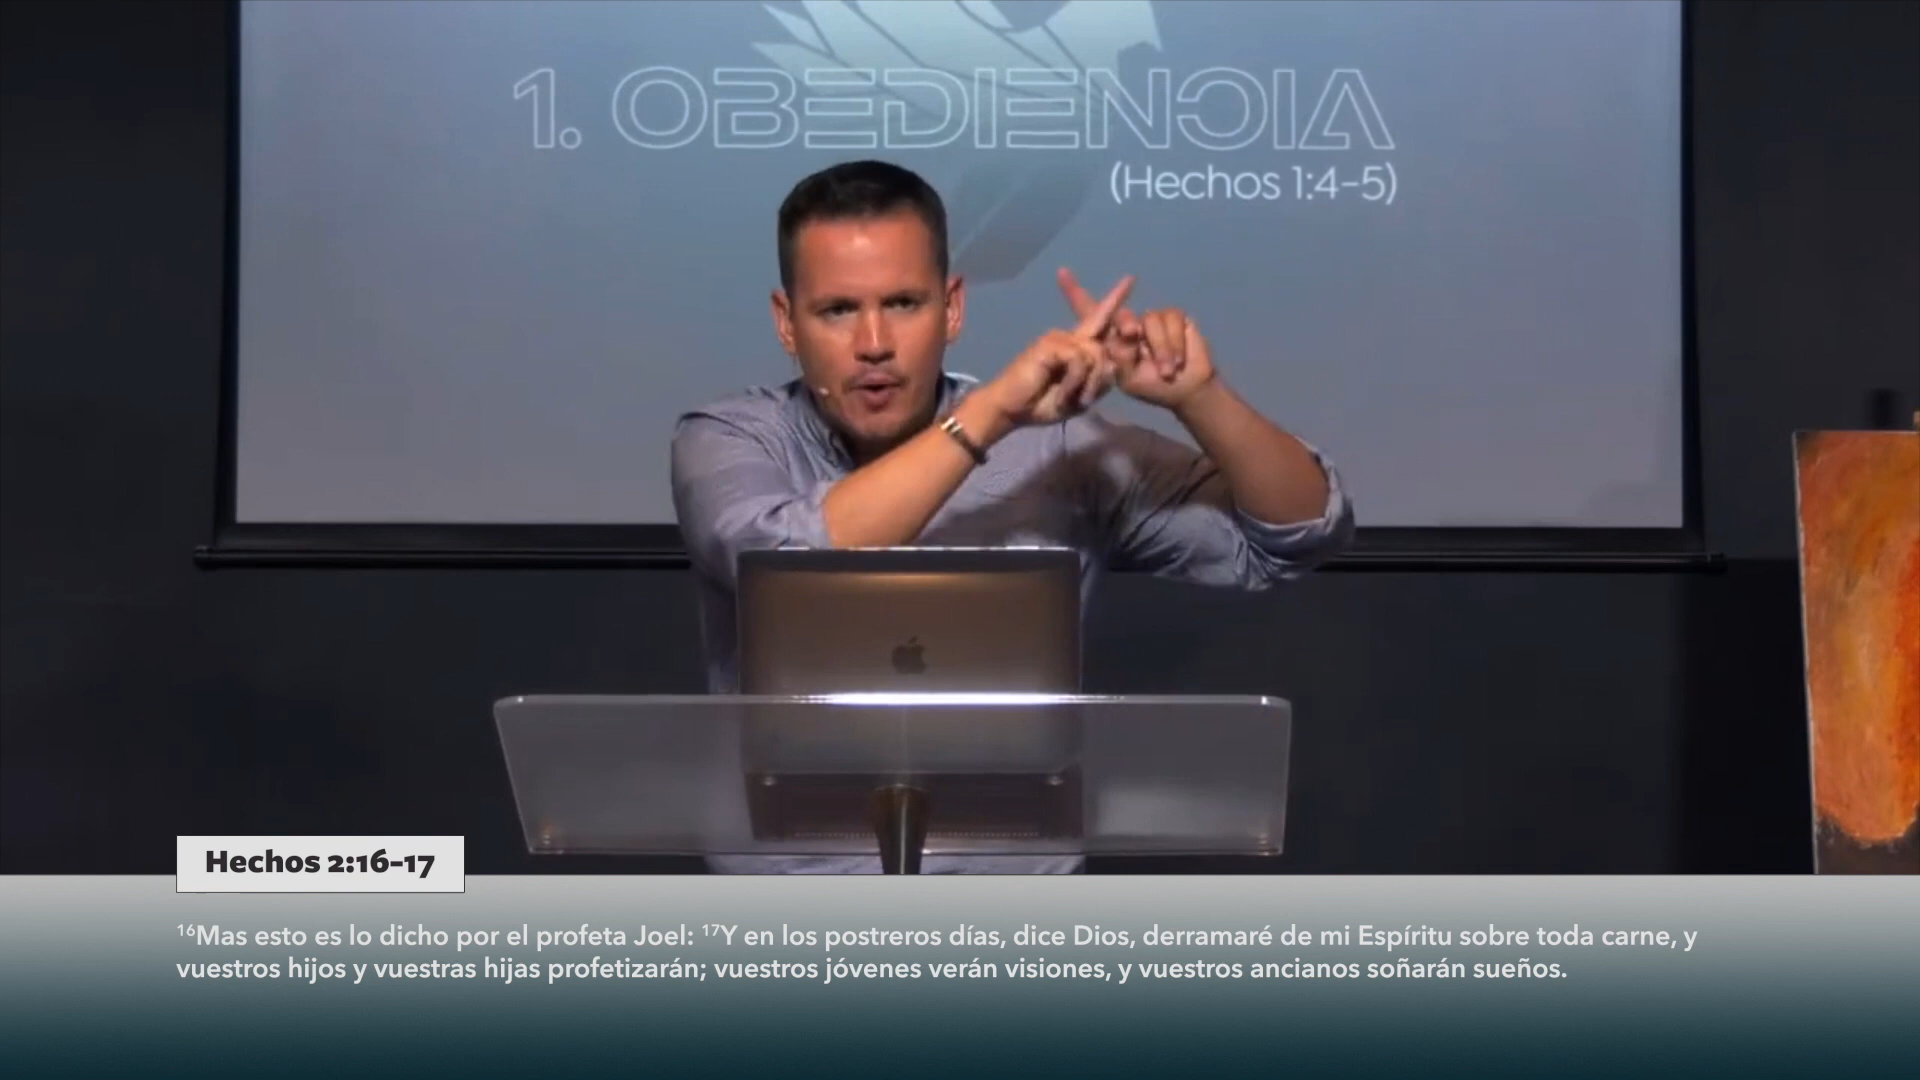 1. OBEDIENCIA
(Hechos 1:4-5)
Hechos 2:16-17
¹⁶Mas esto es lo dicho por el profeta Joel: ¹⁷Y en los postreros días, dice Dios, derramaré de mi Espíritu sobre toda carne, y
vuestros hijos y vuestras hijas profetizarán; vuestros jóvenes verán visiones, y vuestros ancianos soñarán sueños.